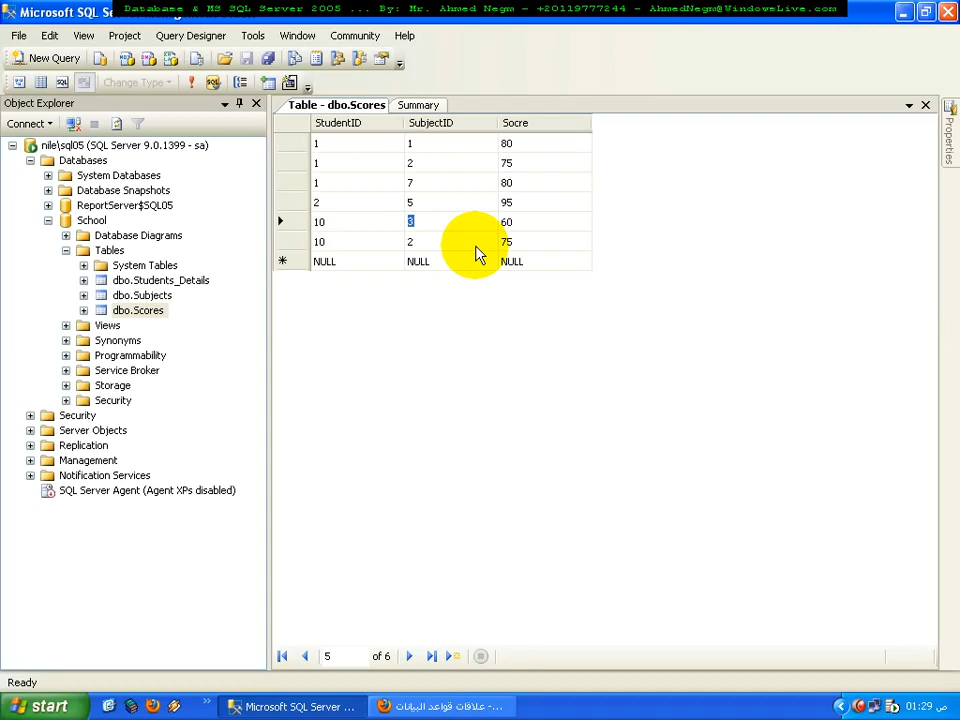 Microsoft SQL Ser
Database & MS SQL Server 2005 ... By: Mr. Ahmed Negm - +20119777244 - AhmedNegm@WindowsLive.com
File Edit View Project Query Designer Tools Window Community Help
New Query
Change Type
Object Explorer
Table - dbo.Scores Summary
Connect
StudentID SubjectID Socre
1 1 80
1 2 75
1 7 80
2 5 95
10 3 60
10 2 75
NULL NULL NULL
nile\sql05 (SQL Server 9.0.1399 - sa)
Databases
System Databases
Database Snapshots
ReportServer$SQL05
School
Database Diagrams
Tables
System Tables
dbo.Students_Details
dbo.Subjects
dbo.Scores
Views
Synonyms
Programmability
Service Broker
Storage
Security
Security
Server Objects
Replication
Management
Notification Services
SQL Server Agent (Agent XPs disabled)
Properties
5 of 6
Ready
start
Microsoft SQL Server ...
علاقات قواعد البيانات - ...
01:29 ص